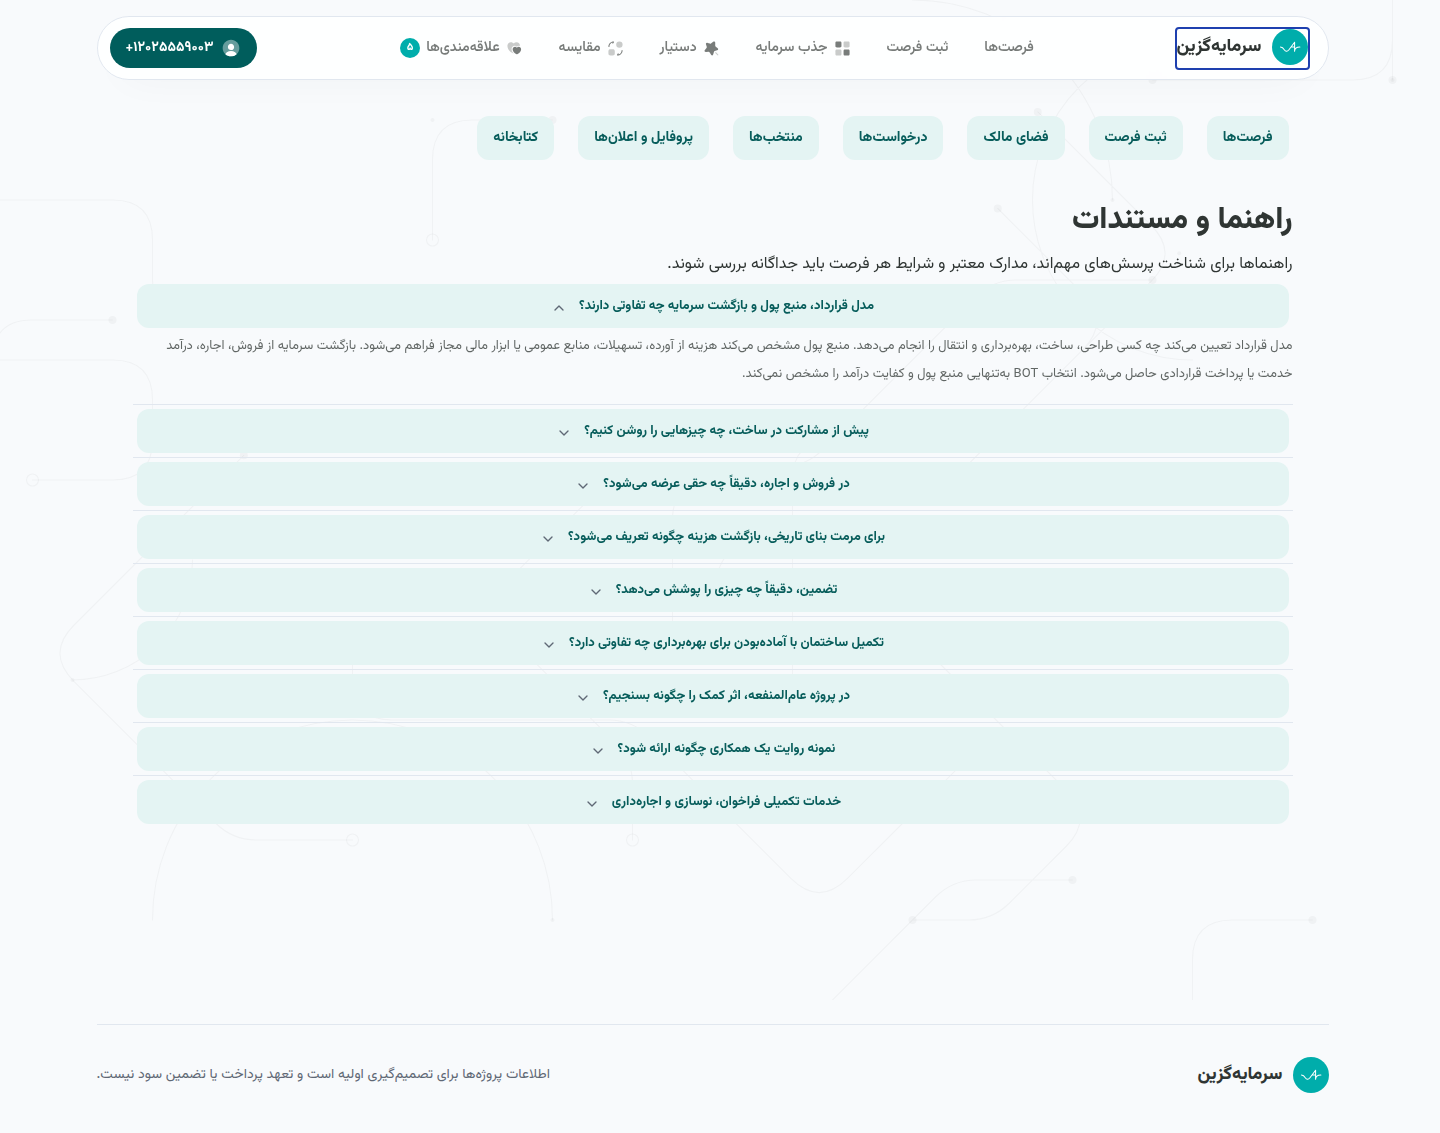 سرمایه‌گزین
فرصت‌ها
ثبت فرصت
جذب سرمایه
دستیار
مقایسه
علاقه‌مندی‌ها ۵
+۱۲۰۲۵۵۵۹۰۰۳
فرصت‌ها
ثبت فرصت
فضای مالک
درخواست‌ها
منتخب‌ها
پروفایل و اعلان‌ها
کتابخانه
راهنما و مستندات
راهنماها برای شناخت پرسش‌های مهم‌اند، مدارک معتبر و شرایط هر فرصت باید جداگانه بررسی شوند.
مدل قرارداد، منبع پول و بازگشت سرمایه چه تفاوتی دارند؟
مدل قرارداد تعیین می‌کند چه کسی طراحی، ساخت، بهره‌برداری و انتقال را انجام می‌دهد. منبع پول مشخص می‌کند هزینه از آورده، تسهیلات، منابع عمومی یا ابزار مالی مجاز فراهم می‌شود. بازگشت سرمایه از فروش، اجاره، درآمد
خدمت یا پرداخت قراردادی حاصل می‌شود. انتخاب BOT به‌تنهایی منبع پول و کفایت درآمد را مشخص نمی‌کند.
پیش از مشارکت در ساخت، چه چیزهایی را روشن کنیم؟
در فروش و اجاره، دقیقاً چه حقی عرضه می‌شود؟
برای مرمت بنای تاریخی، بازگشت هزینه چگونه تعریف می‌شود؟
تضمین، دقیقاً چه چیزی را پوشش می‌دهد؟
تکمیل ساختمان با آماده‌بودن برای بهره‌برداری چه تفاوتی دارد؟
در پروژه عام‌المنفعه، اثر کمک را چگونه بسنجیم؟
نمونه روایت یک همکاری چگونه ارائه شود؟
خدمات تکمیلی فراخوان، نوسازی و اجاره‌داری
سرمایه‌گزین
اطلاعات پروژه‌ها برای تصمیم‌گیری اولیه است و تعهد پرداخت یا تضمین سود نیست.